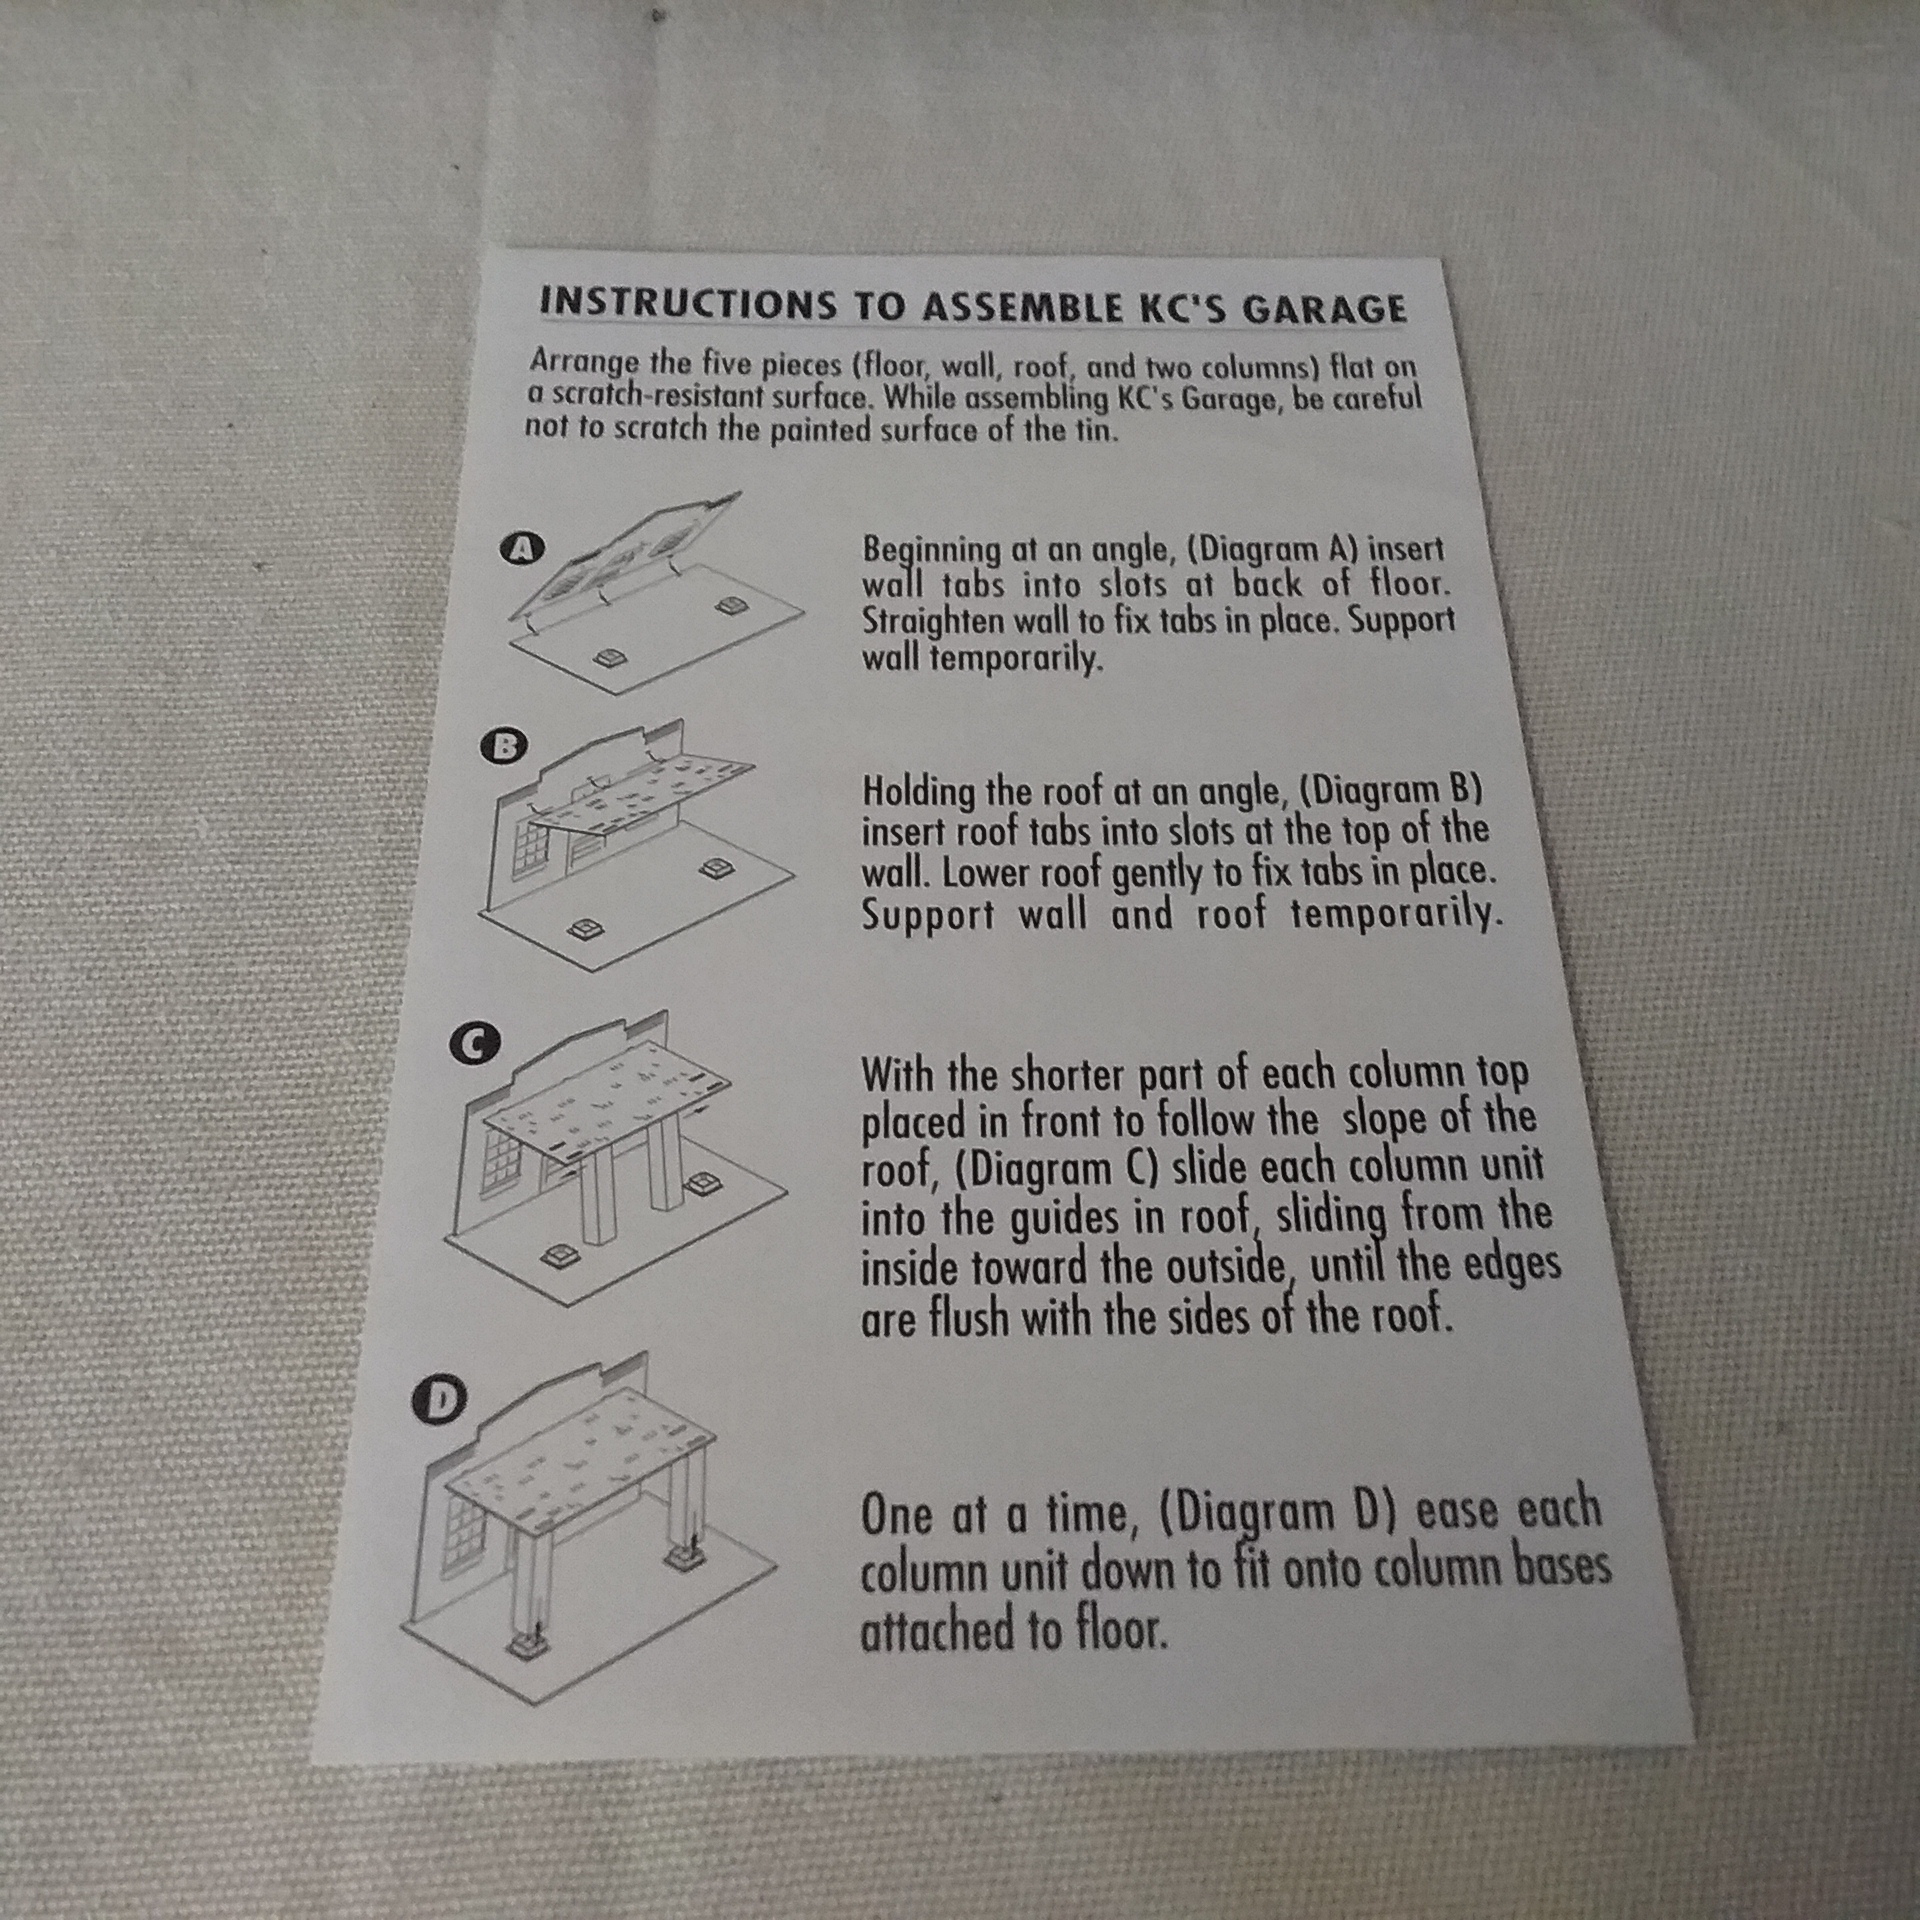 INSTRUCTIONS TO ASSEMBLE KC'S GARAGE
Arrange the five pieces (floor, wall, roof, and two columns) flat on
a scratch-resistant surface. While assembling KC's Garage, be careful
not to scratch the painted surface of the tin.
A
Beginning at an angle, (Diagram A) insert
wall tabs into slots at back of floor.
Straighten wall to fix tabs in place. Support
wall temporarily.
B
Holding the roof at an angle, (Diagram B)
insert roof tabs into slots at the top of the
wall. Lower roof gently to fix tabs in place.
Support wall and roof temporarily.
C
With the shorter part of each column top
placed in front to follow the slope of the
roof, (Diagram C) slide each column unit
into the guides in roof, sliding from the
inside toward the outside, until the edges
are flush with the sides of the roof.
D
One at a time, (Diagram D) ease each
column unit down to fit onto column bases
attached to floor.